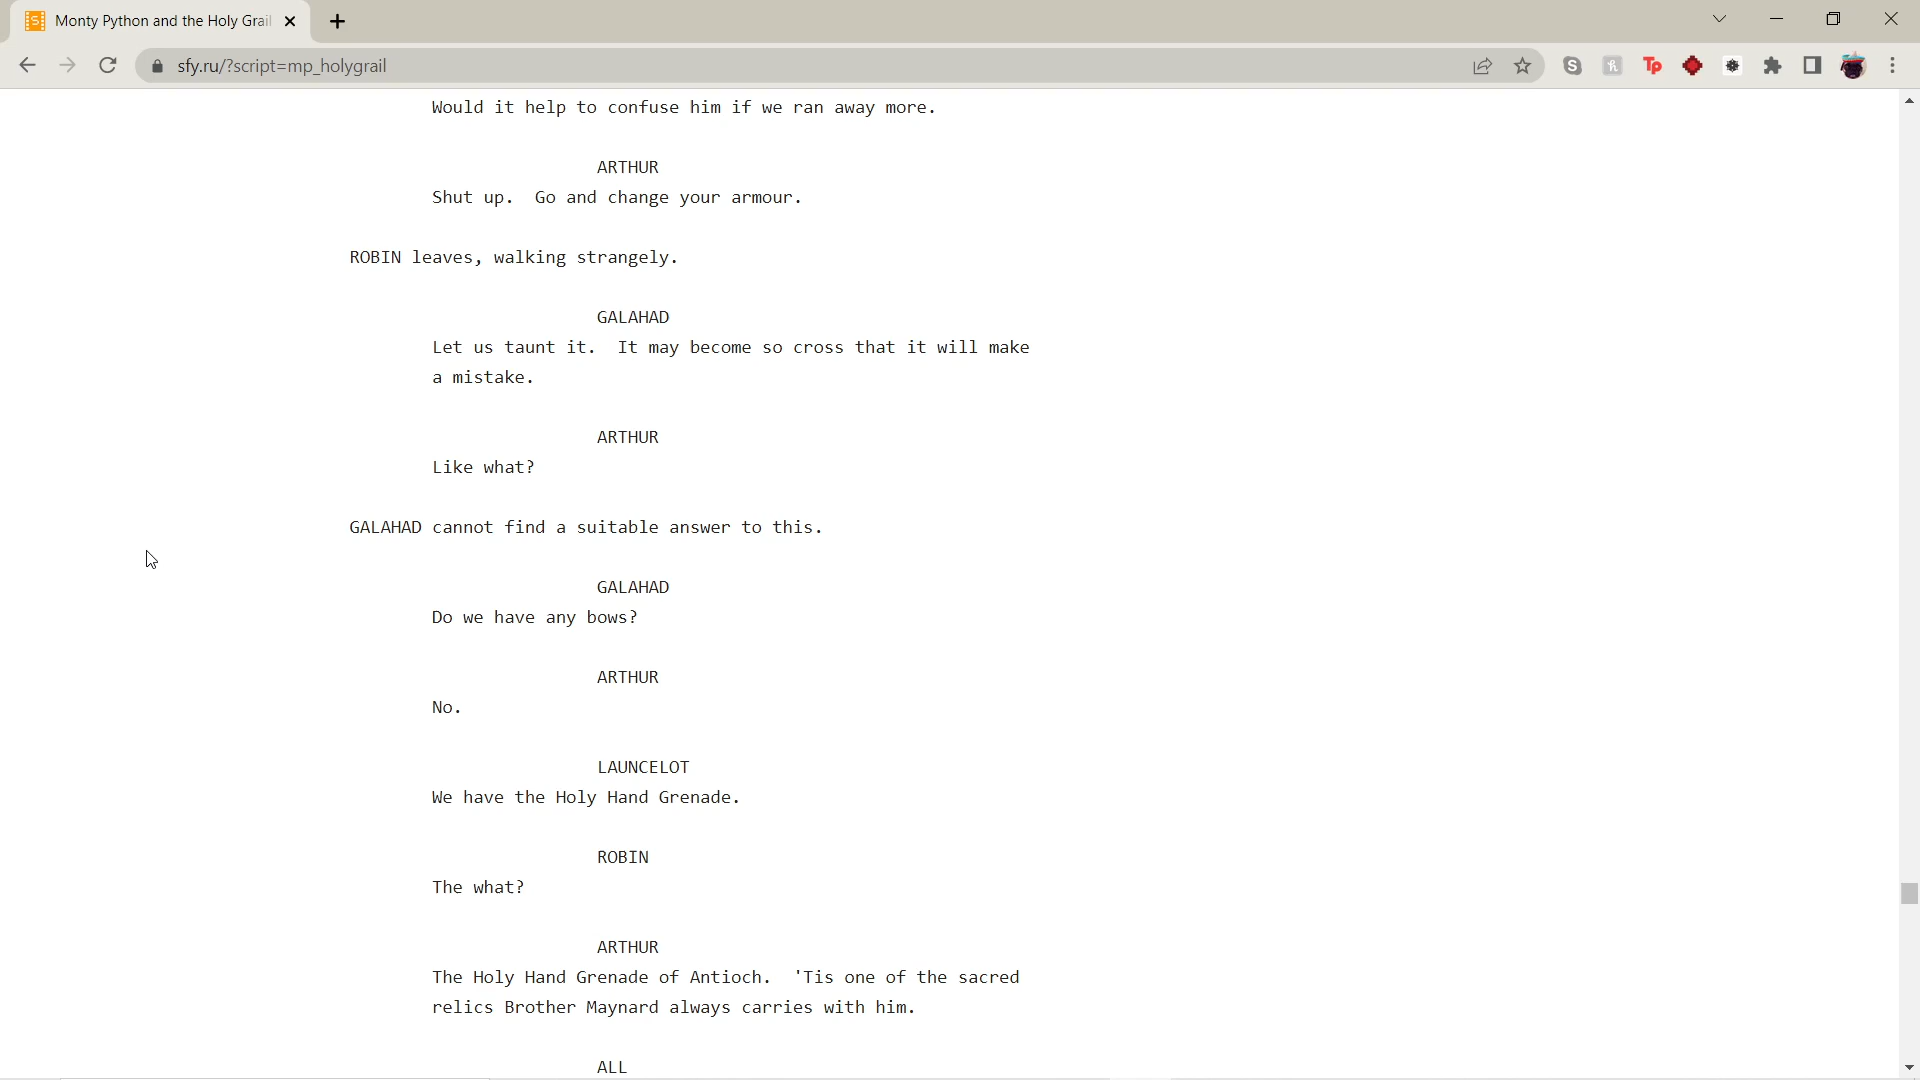 Monty Python and the Holy Grail
sfy.ru/?script=mp_holygrail
Would it help to confuse him if we ran away more.
ARTHUR
Shut up.  Go and change your armour.
ROBIN leaves, walking strangely.
GALAHAD
Let us taunt it.  It may become so cross that it will make
a mistake.
ARTHUR
Like what?
GALAHAD cannot find a suitable answer to this.
GALAHAD
Do we have any bows?
ARTHUR
No.
LAUNCELOT
We have the Holy Hand Grenade.
ROBIN
The what?
ARTHUR
The Holy Hand Grenade of Antioch.  'Tis one of the sacred
relics Brother Maynard always carries with him.
ALL